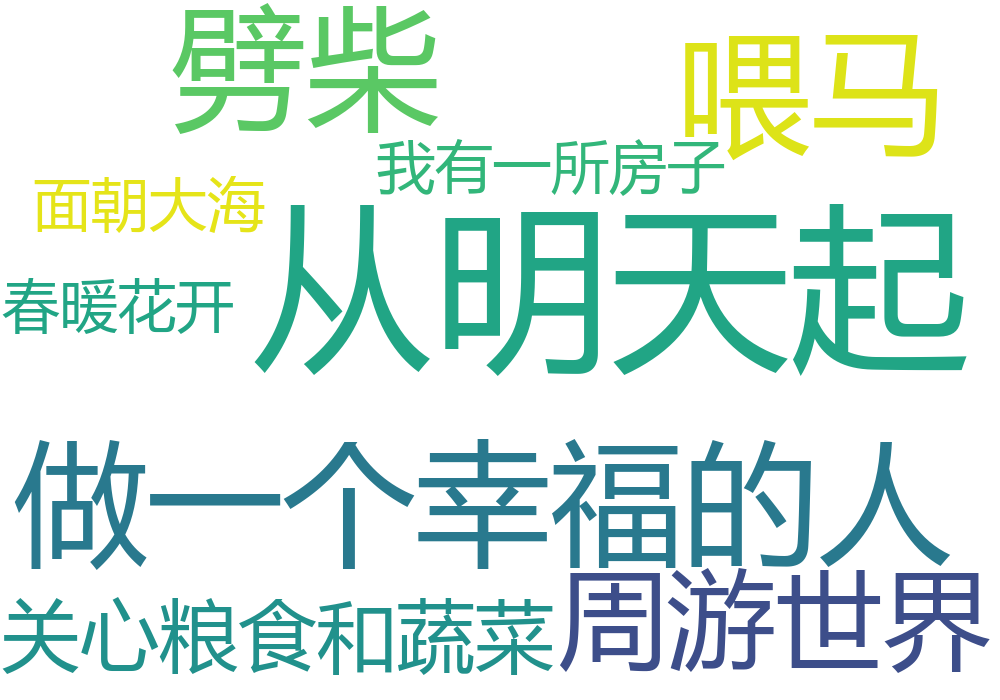 劈柴
喂马
我有一所房子
面朝大海
从明天起
春暖花开
做一个幸福的人
关心粮食和蔬菜
周游世界